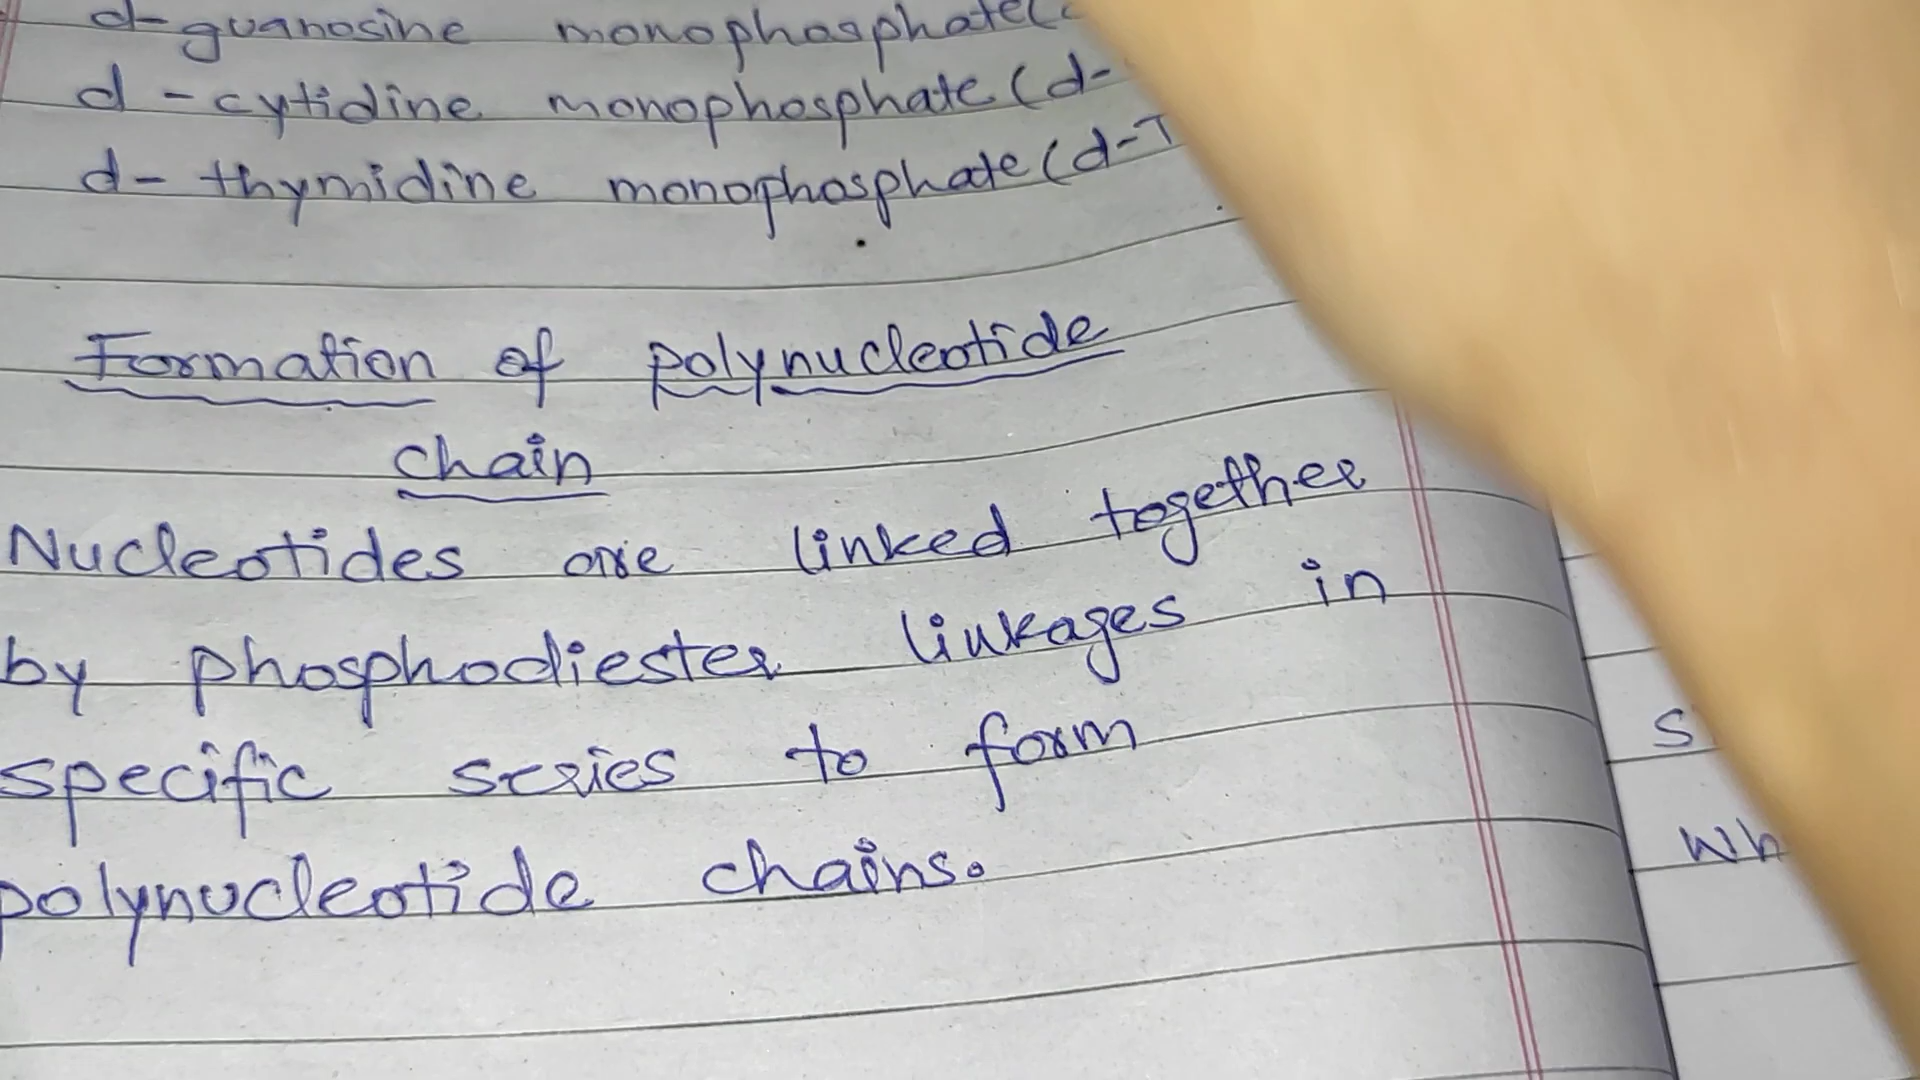 d-guanosine monophosphate(
d-cytidine monophosphate (d-
d- thymidine monophosphate (d-T
Formation of polynucleotide
chain
Nucleotides are linked together
by phosphodiester linkages in
specific series to form
polynucleotide chains.
S
Wh